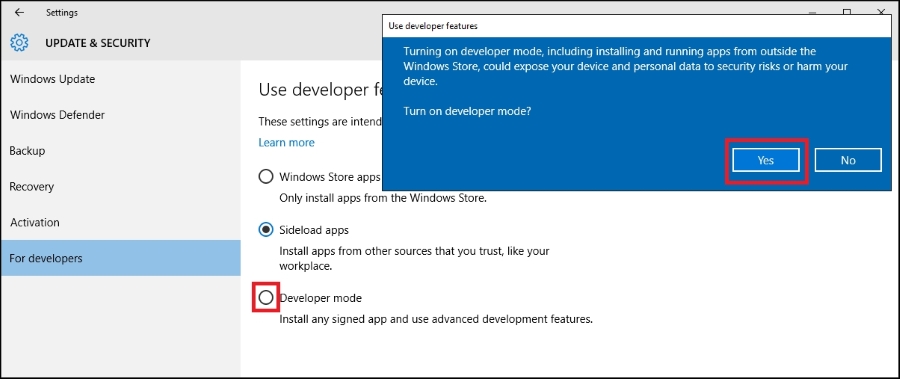 Settings
UPDATE & SECURITY
Windows Update
Windows Defender
Backup
Recovery
Activation
For developers
Use developer fe
These settings are intend
Learn more
Windows Store apps
Only install apps from the Windows Store.
Sideload apps
Install apps from other sources that you trust, like your
workplace.
Developer mode
Install any signed app and use advanced development features.
Use developer features
Turning on developer mode, including installing and running apps from outside the
Windows Store, could expose your device and personal data to security risks or harm your
device.
Turn on developer mode?
Yes
No